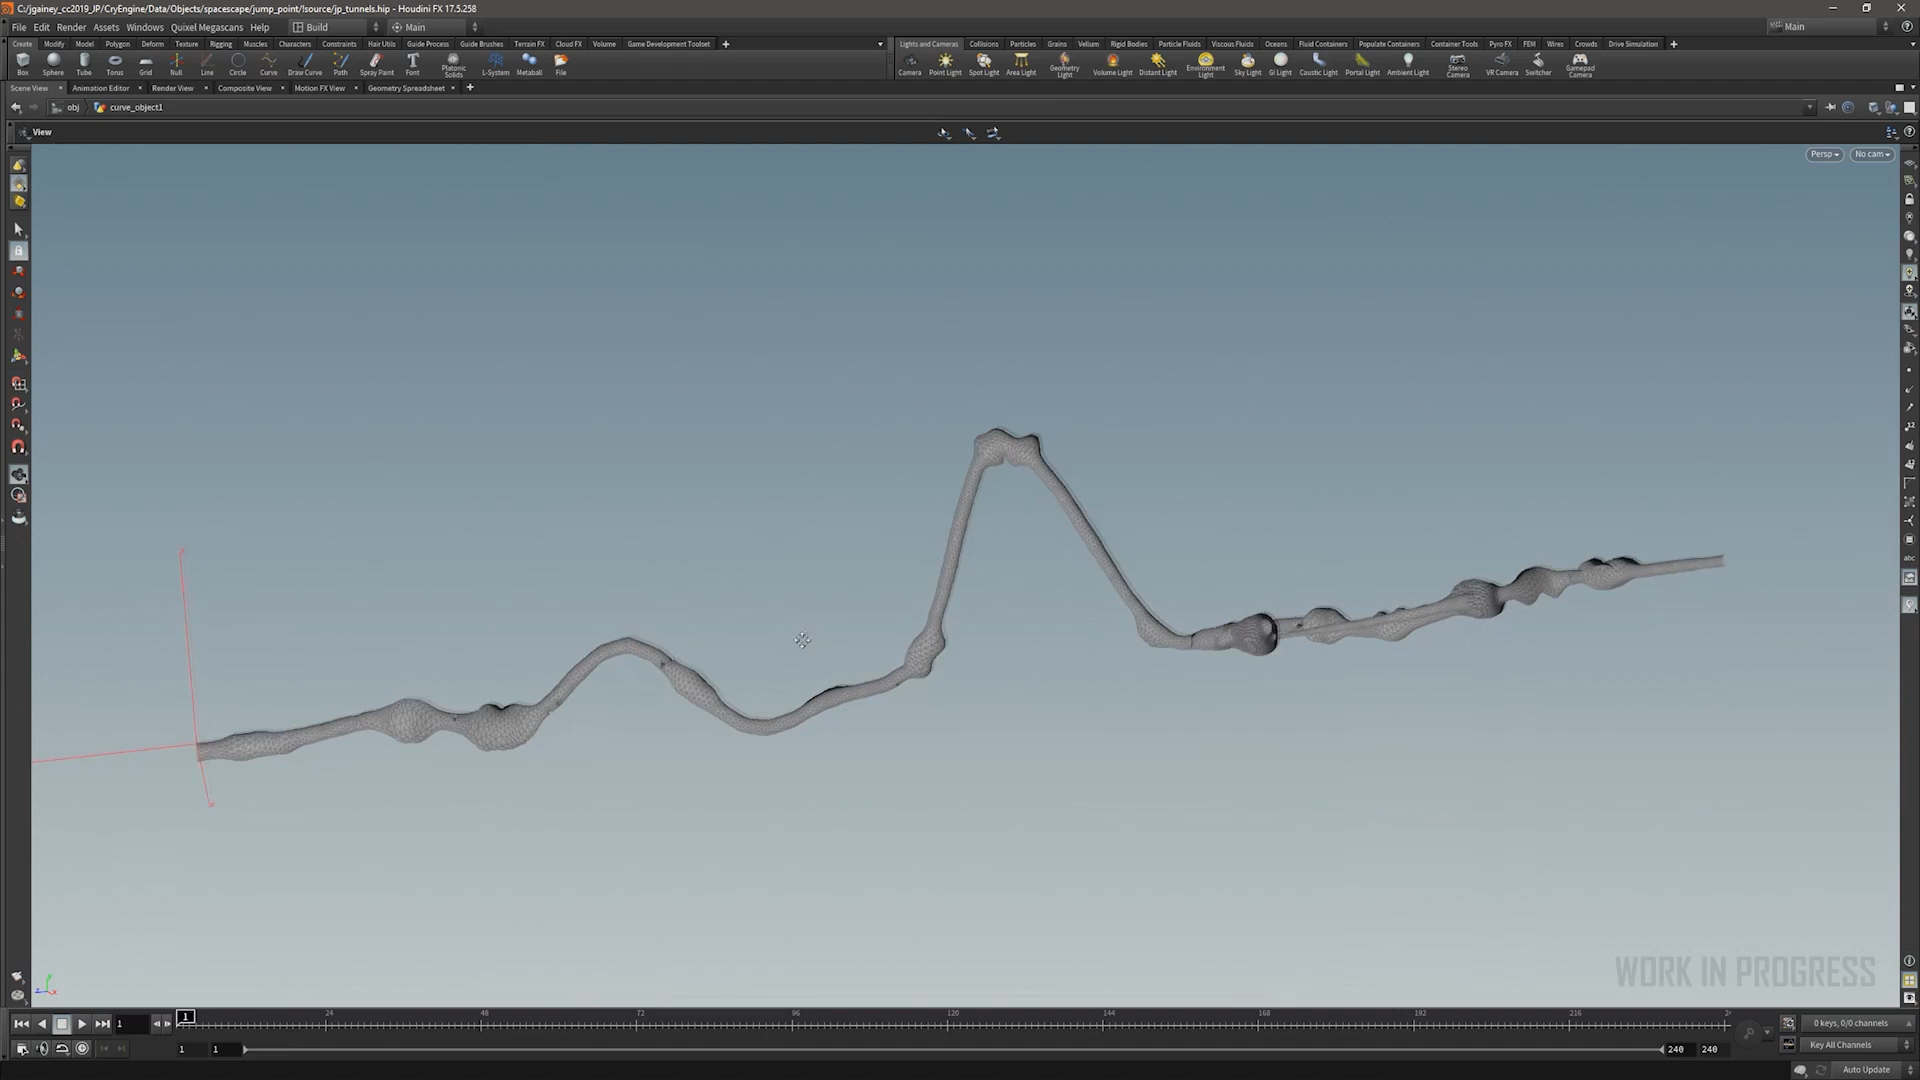 C:/jgainey_cc2019_JP/CryEngine/Data/Objects/spacescape/jump_point/!source/jp_tunnels.hip - Houdini FX 17.5.258
File Edit Render Assets Windows Quixel Megascans Help Build Main Main
Create Modify Model Polygon Deform Texture Rigging Muscles Characters Constraints Hair Utils Guide Process Guide Brushes Terrain FX Cloud FX Volume Game Development Toolset + Lights and Cameras Collisions Particles Grains Vellum Rigid Bodies Particle Fluids Viscous Fluids Oceans Fluid Containers Populate Containers Container Tools Pyro FX FEM Wires Crowds Drive Simulation +
Box Sphere Tube Torus Grid Null Line Circle Curve Draw Curve Path Spray Paint Font Platonic Solids L-System Metaball File Camera Point Light Spot Light Area Light Geometry Light Volume Light Distant Light Environment Light Sky Light GI Light Caustic Light Portal Light Ambient Light Stereo Camera VR Camera Switcher Gamepad Camera
Scene View × Animation Editor × Render View × Composite View × Motion FX View × Geometry Spreadsheet × +
obj curve_object1
View
Persp No cam
abc
z x
WORK IN PROGRESS
1 1 24 48 72 96 120 144 168 192 216 0 keys, 0/0 channels
1 1 240 240 Key All Channels
Auto Update